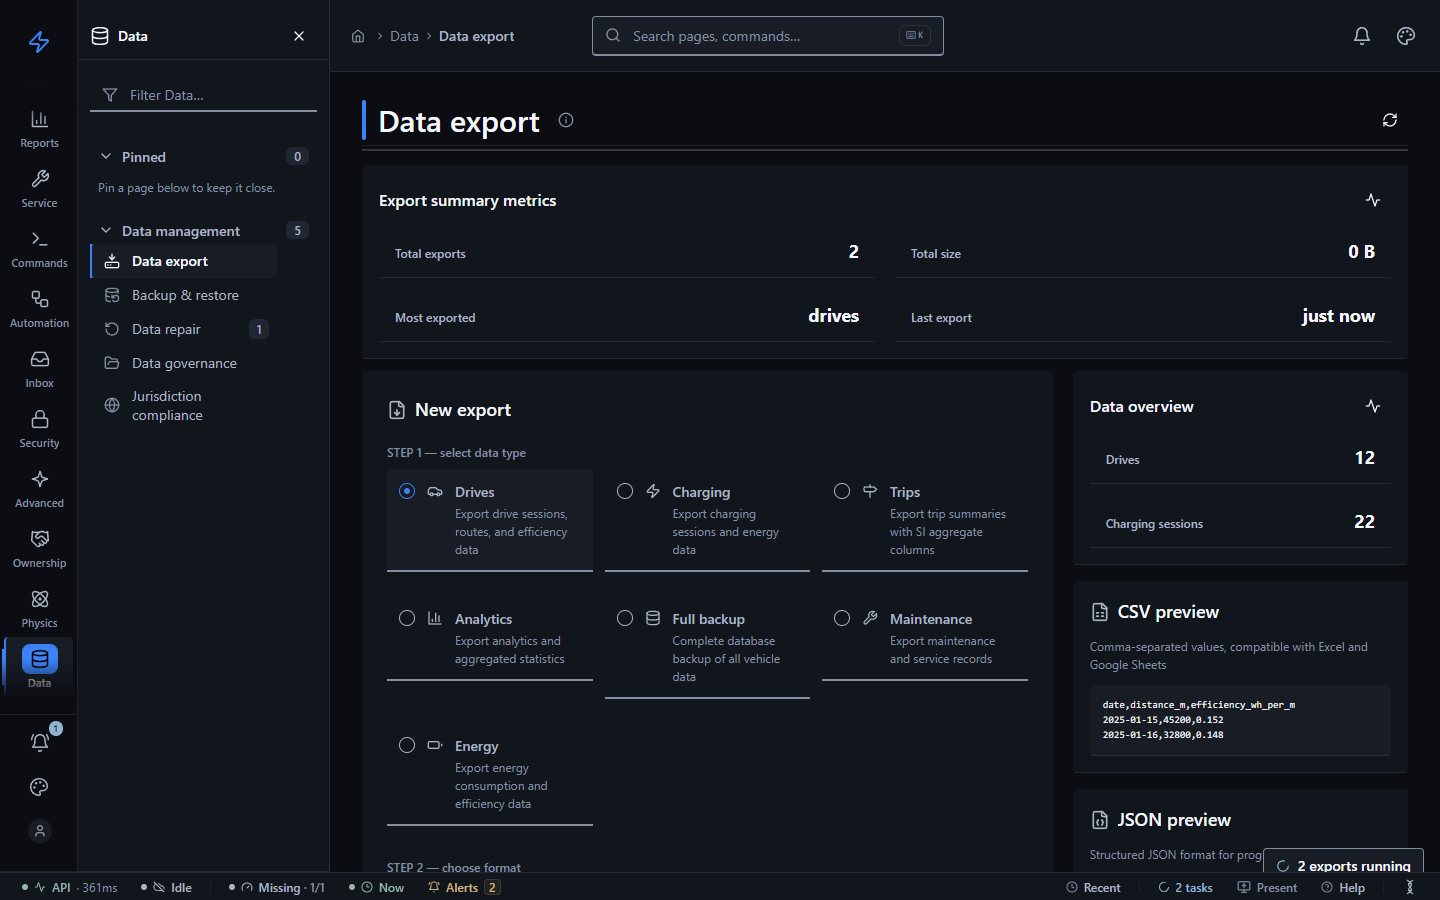 Data
Data
Data export
Search pages, commands...
K
Filter Data...
Reports
Service
Commands
Automation
Inbox
Security
Advanced
Ownership
Physics
Data
1
Pinned
0
Pin a page below to keep it close.
Data management
5
Data export
Backup & restore
Data repair
1
Data governance
Jurisdiction
compliance
Data export
Export summary metrics
Total exports
2
Total size
0 B
Most exported
drives
Last export
just now
New export
STEP 1 — select data type
Drives
Export drive sessions,
routes, and efficiency
data
Charging
Export charging
sessions and energy
data
Trips
Export trip summaries
with SI aggregate
columns
Analytics
Export analytics and
aggregated statistics
Full backup
Complete database
backup of all vehicle
data
Maintenance
Export maintenance
and service records
Energy
Export energy
consumption and
efficiency data
STEP 2 — choose format
Data overview
Drives
12
Charging sessions
22
CSV preview
Comma-separated values, compatible with Excel and
Google Sheets
date,distance_m,efficiency_wh_per_m
2025-01-15,45200,0.152
2025-01-16,32800,0.148
JSON preview
Structured JSON format for prog
2 exports running
API · 361ms
Idle
Missing · 1/1
Now
Alerts 2
Recent
2 tasks
Present
Help